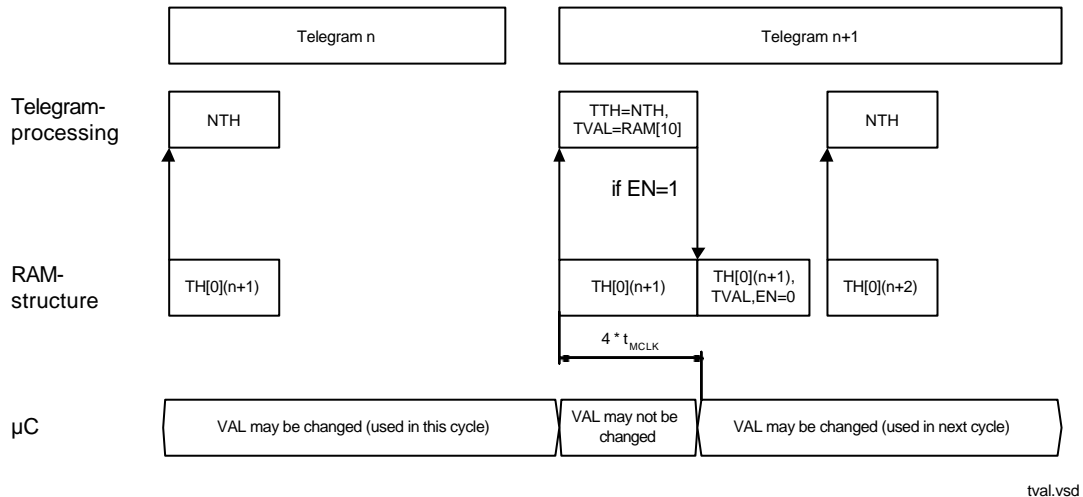 Telegram n
Telegram n+1
Telegram-
processing
NTH
TTH=NTH,
TVAL=RAM[10]
NTH
if EN=1
RAM-
structure
TH[0](n+1)
TH[0](n+1)
TH[0](n+1),
TVAL,EN=0
TH[0](n+2)
4 * tMCLK
µC
VAL may be changed (used in this cycle)
VAL may not be
changed
VAL may be changed (used in next cycle)
tval.vsd